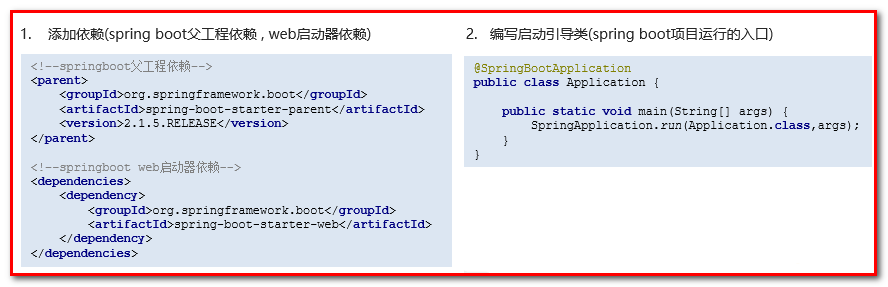 1. 添加依赖(spring boot父工程依赖 , web启动器依赖)
<!--springboot父工程依赖-->
<parent>
    <groupId>org.springframework.boot</groupId>
    <artifactId>spring-boot-starter-parent</artifactId>
    <version>2.1.5.RELEASE</version>
</parent>
<!--springboot web启动器依赖-->
<dependencies>
    <dependency>
        <groupId>org.springframework.boot</groupId>
        <artifactId>spring-boot-starter-web</artifactId>
    </dependency>
</dependencies>
2. 编写启动引导类(spring boot项目运行的入口)
@SpringBootApplication
public class Application {
    public static void main(String[] args) {
        SpringApplication.run(Application.class,args);
    }
}